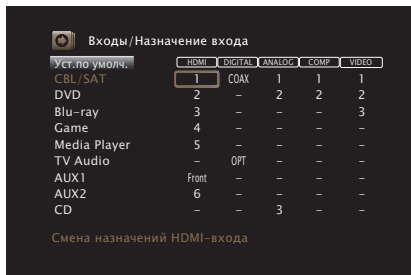 Входы/Назначение входа
Уст.по умолч. HDMI DIGITAL ANALOG COMP VIDEO
CBL/SAT 1 COAX 1 1 1
DVD 2 – 2 2 2
Blu-ray 3 – – – 3
Game 4 – – – –
Media Player 5 – – – –
TV Audio – OPT – – –
AUX1 Front – – – –
AUX2 6 – – – –
CD – – 3 – –
Смена назначений HDMI-входа